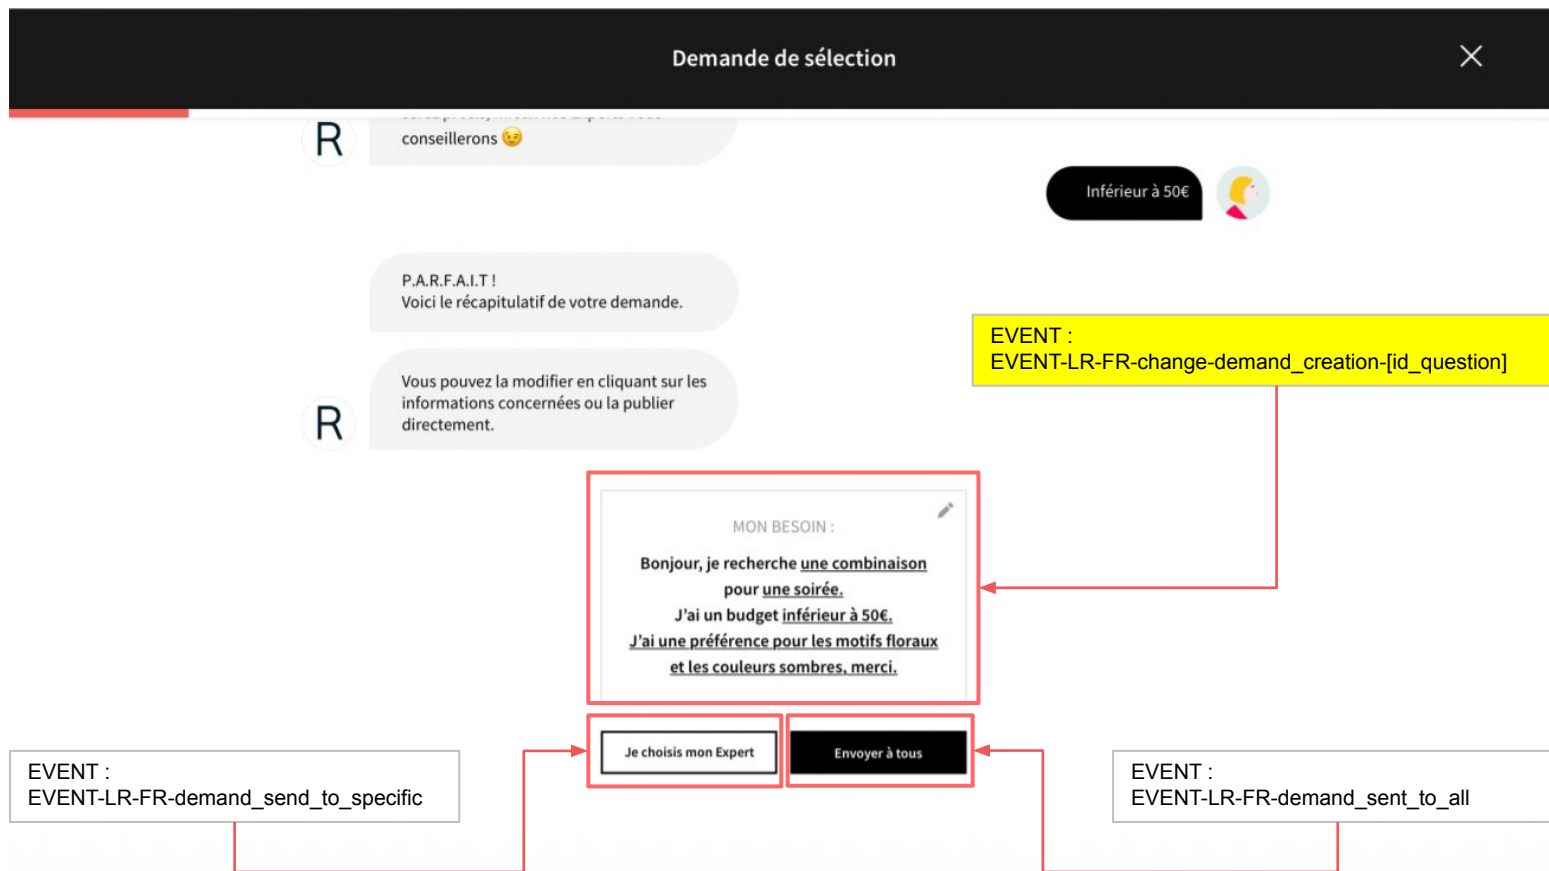 Demande de sélection
R
conseillerons
Inférieur à 50€
P.A.R.F.A.I.T !
Voici le récapitulatif de votre demande.
EVENT :
EVENT-LR-FR-change-demand_creation-[id_question]
Vous pouvez la modifier en cliquant sur les
informations concernées ou la publier
directement.
R
MON BESOIN :
Bonjour, je recherche une combinaison
pour une soirée.
J'ai un budget inférieur à 50€.
J'ai une préférence pour les motifs floraux
et les couleurs sombres, merci.
Je choisis mon Expert
Envoyer à tous
EVENT :
EVENT-LR-FR-demand_send_to_specific
EVENT :
EVENT-LR-FR-demand_sent_to_all